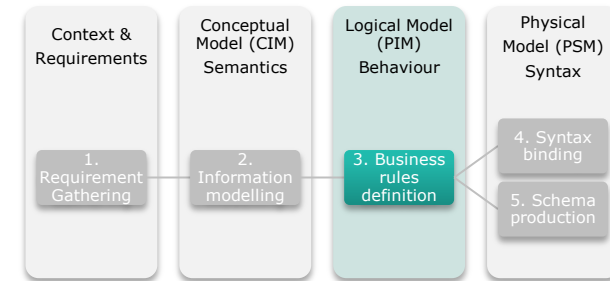 Context &
Requirements
Conceptual
Model (CIM)
Semantics
Logical Model
(PIM)
Behaviour
Physical
Model (PSM)
Syntax
1.
Requirement
Gathering
2.
Information
modelling
3. Business
rules
definition
4. Syntax
binding
5. Schema
production